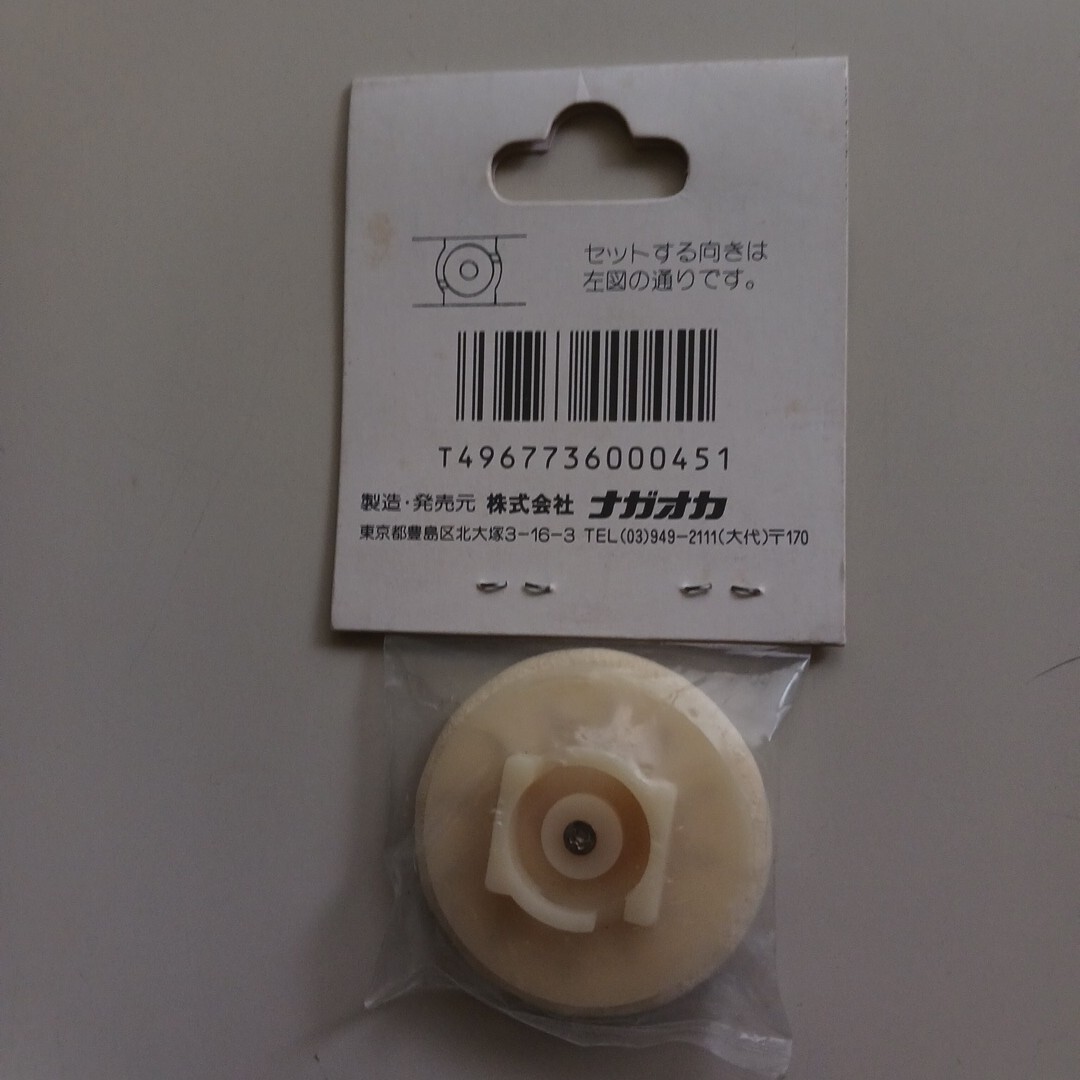 セットする向きは
左図の通りです。
T4967736000451
製造・発売元 株式会社 ナガオカ
東京都豊島区北大塚3-16-3 TEL(03)949-2111(大代)〒170